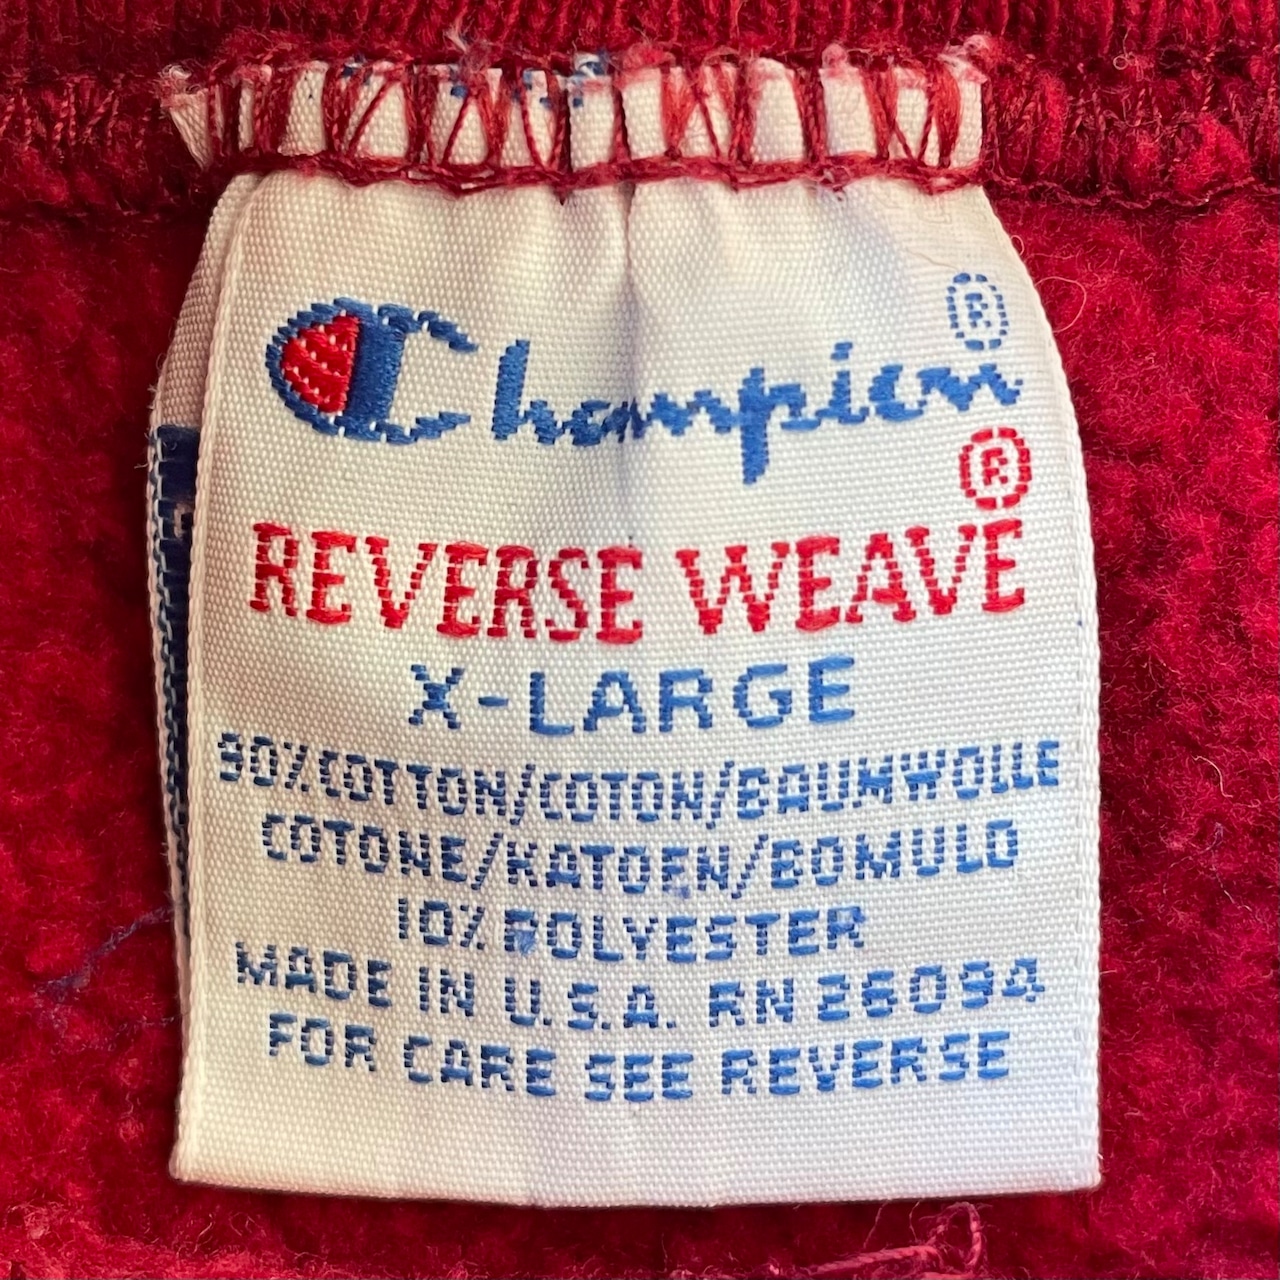 Champion®
®
REVERSE WEAVE
X-LARGE
90%COTTON/COTON/BAUMWOLLE
COTONE/KATOEN/BOMULD
10% POLYESTER
MADE IN U.S.A. RN 26094
FOR CARE SEE REVERSE